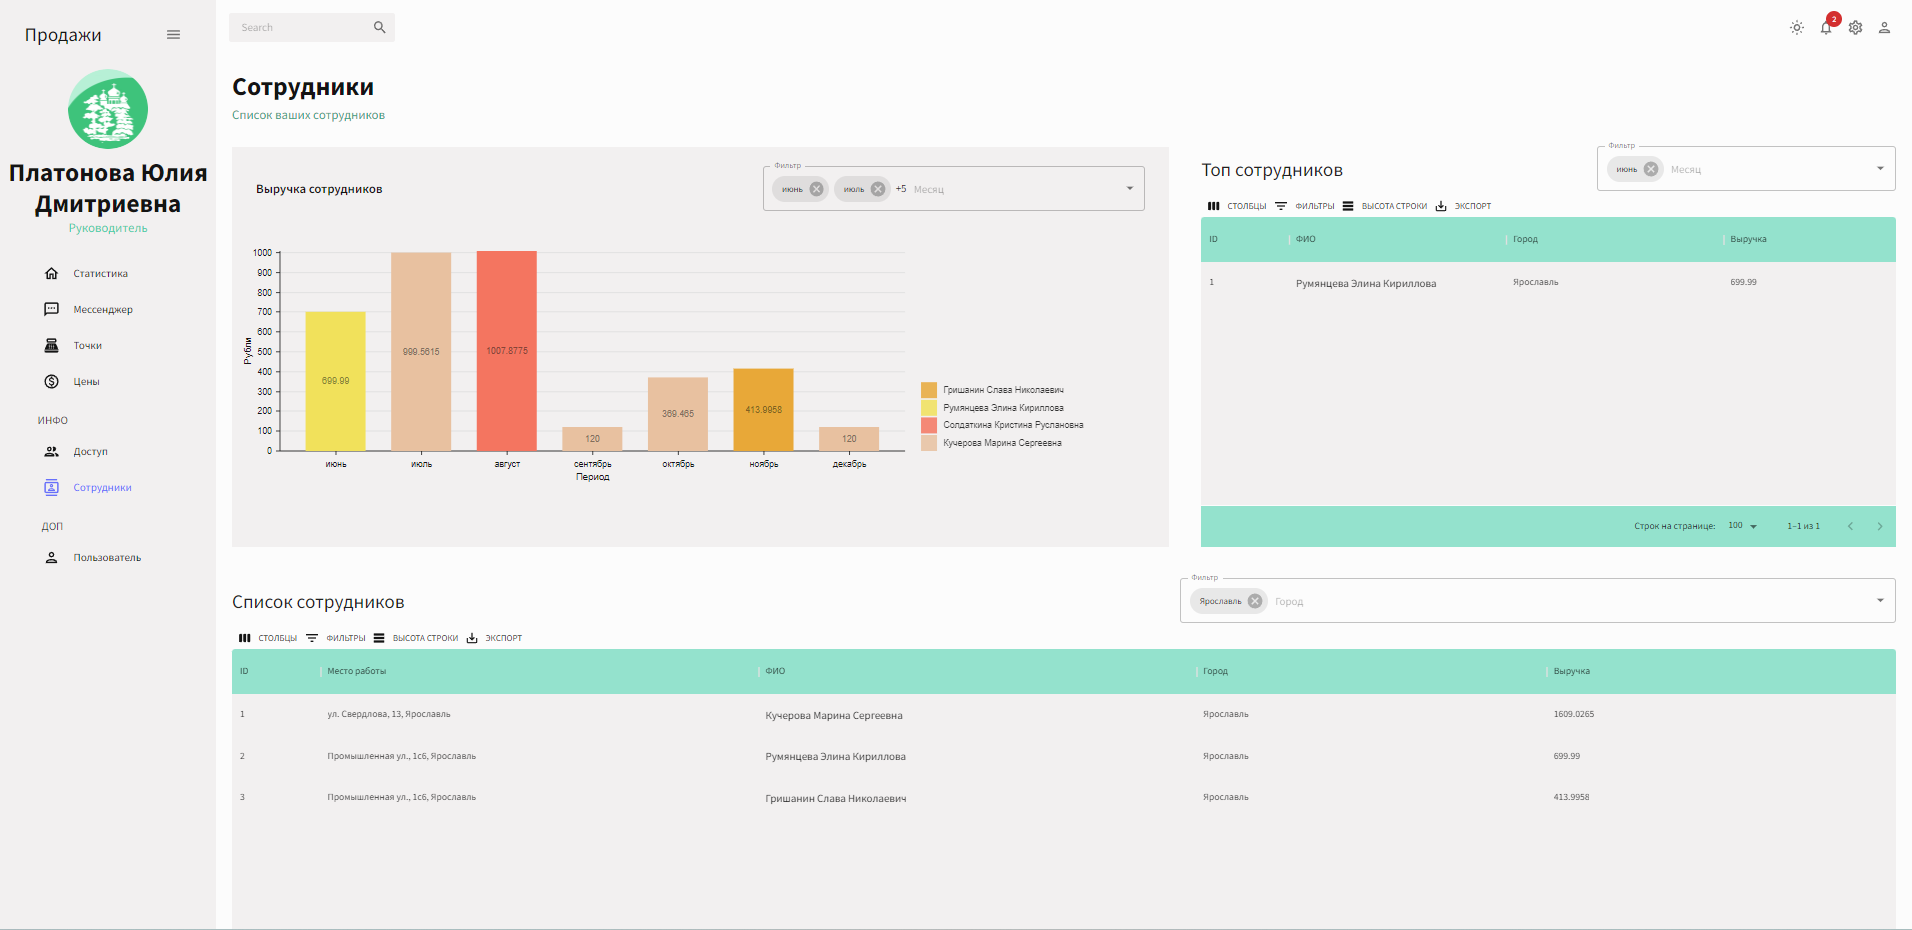 Продажи
Search
2
Платонова Юлия
Дмитриевна
Руководитель
Статистика
Мессенджер
Точки
Цены
ИНФО
Доступ
Сотрудники
ДОП
Пользователь
Сотрудники
Список ваших сотрудников
Выручка сотрудников
Фильтр
июнь
июль
+5
Месяц
Рубли
1000
900
800
700
600
500
400
300
200
100
0
699.99
999.5615
1007.8775
120
369.465
413.9958
120
июнь
июль
август
сентябрь
октябрь
ноябрь
декабрь
Период
Гришанин Слава Николаевич
Румянцева Элина Кириллова
Солдаткина Кристина Руслановна
Кучерова Марина Сергеевна
Топ сотрудников
Фильтр
июнь
Месяц
СТОЛБЦЫ ФИЛЬТРЫ ВЫСОТА СТРОКИ ЭКСПОРТ
ID ФИО Город Выручка
1 Румянцева Элина Кириллова Ярославль 699.99
Строк на странице: 100 1–1 из 1
Список сотрудников
Фильтр
Ярославль
Город
СТОЛБЦЫ ФИЛЬТРЫ ВЫСОТА СТРОКИ ЭКСПОРТ
ID Место работы ФИО Город Выручка
1 ул. Свердлова, 13, Ярославль Кучерова Марина Сергеевна Ярославль 1609.0265
2 Промышленная ул., 1с6, Ярославль Румянцева Элина Кириллова Ярославль 699.99
3 Промышленная ул., 1с6, Ярославль Гришанин Слава Николаевич Ярославль 413.9958